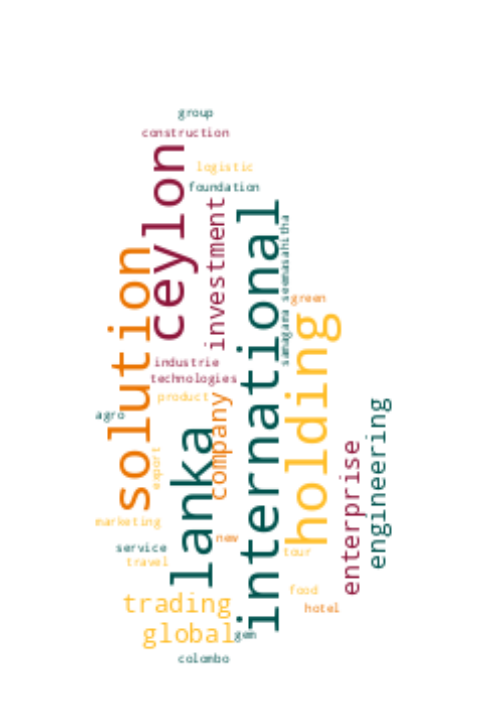 group
construction
logistic
foundation
ceylon
investment
international
samagara seemasahitha
solution
green
holding
industrie
technologies
product
company
agro
lanka
export
engineering
enterprise
marketing
new
service
tour
travel
trading
food
hotel
global
gem
colombo